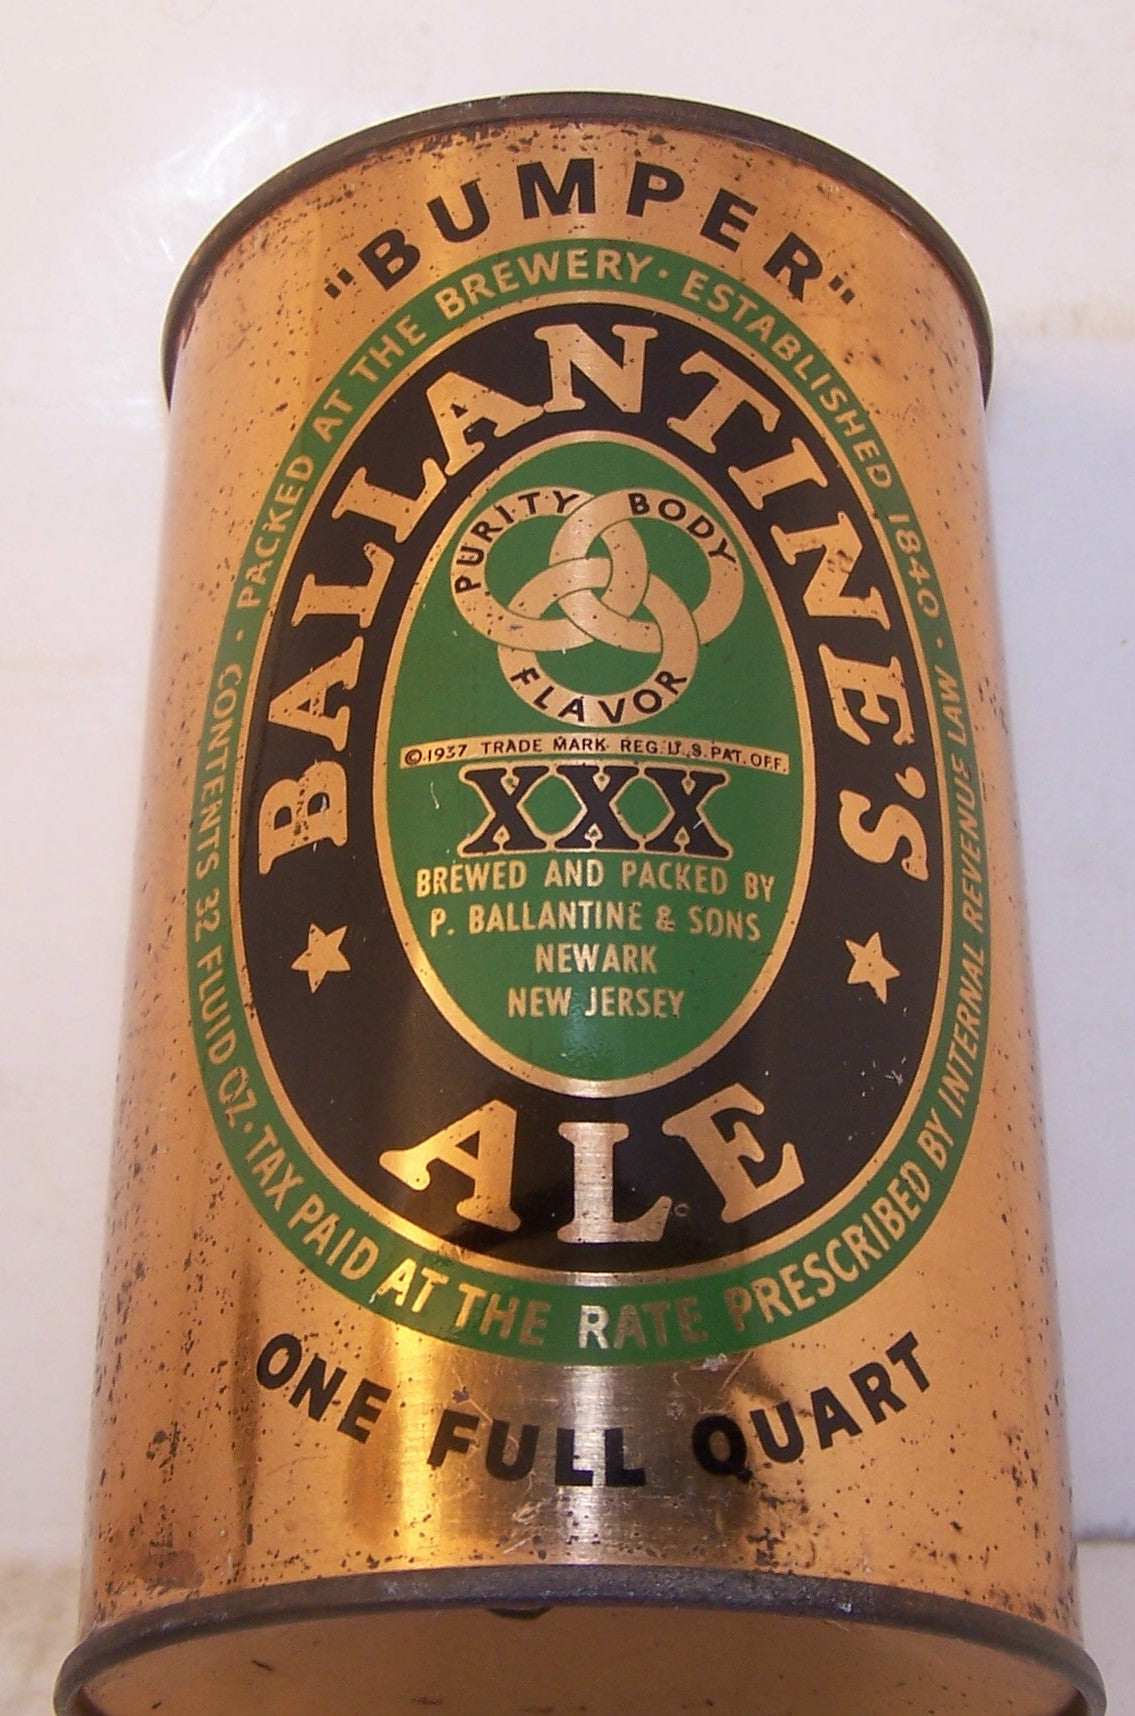 "BUMPER"
PACKED AT THE BREWERY · ESTABLISHED 1840 ·
CONTENTS 32 FLUID OZ. · TAX PAID AT THE RATE PRESCRIBED BY INTERNAL REVENUE LAW ·
BALLANTINE'S
PURITY BODY
FLAVOR
© 1937 TRADE MARK REG. U.S. PAT. OFF.
XXX
BREWED AND PACKED BY
P. BALLANTINE & SONS
NEWARK
NEW JERSEY
ALE
ONE FULL QUART